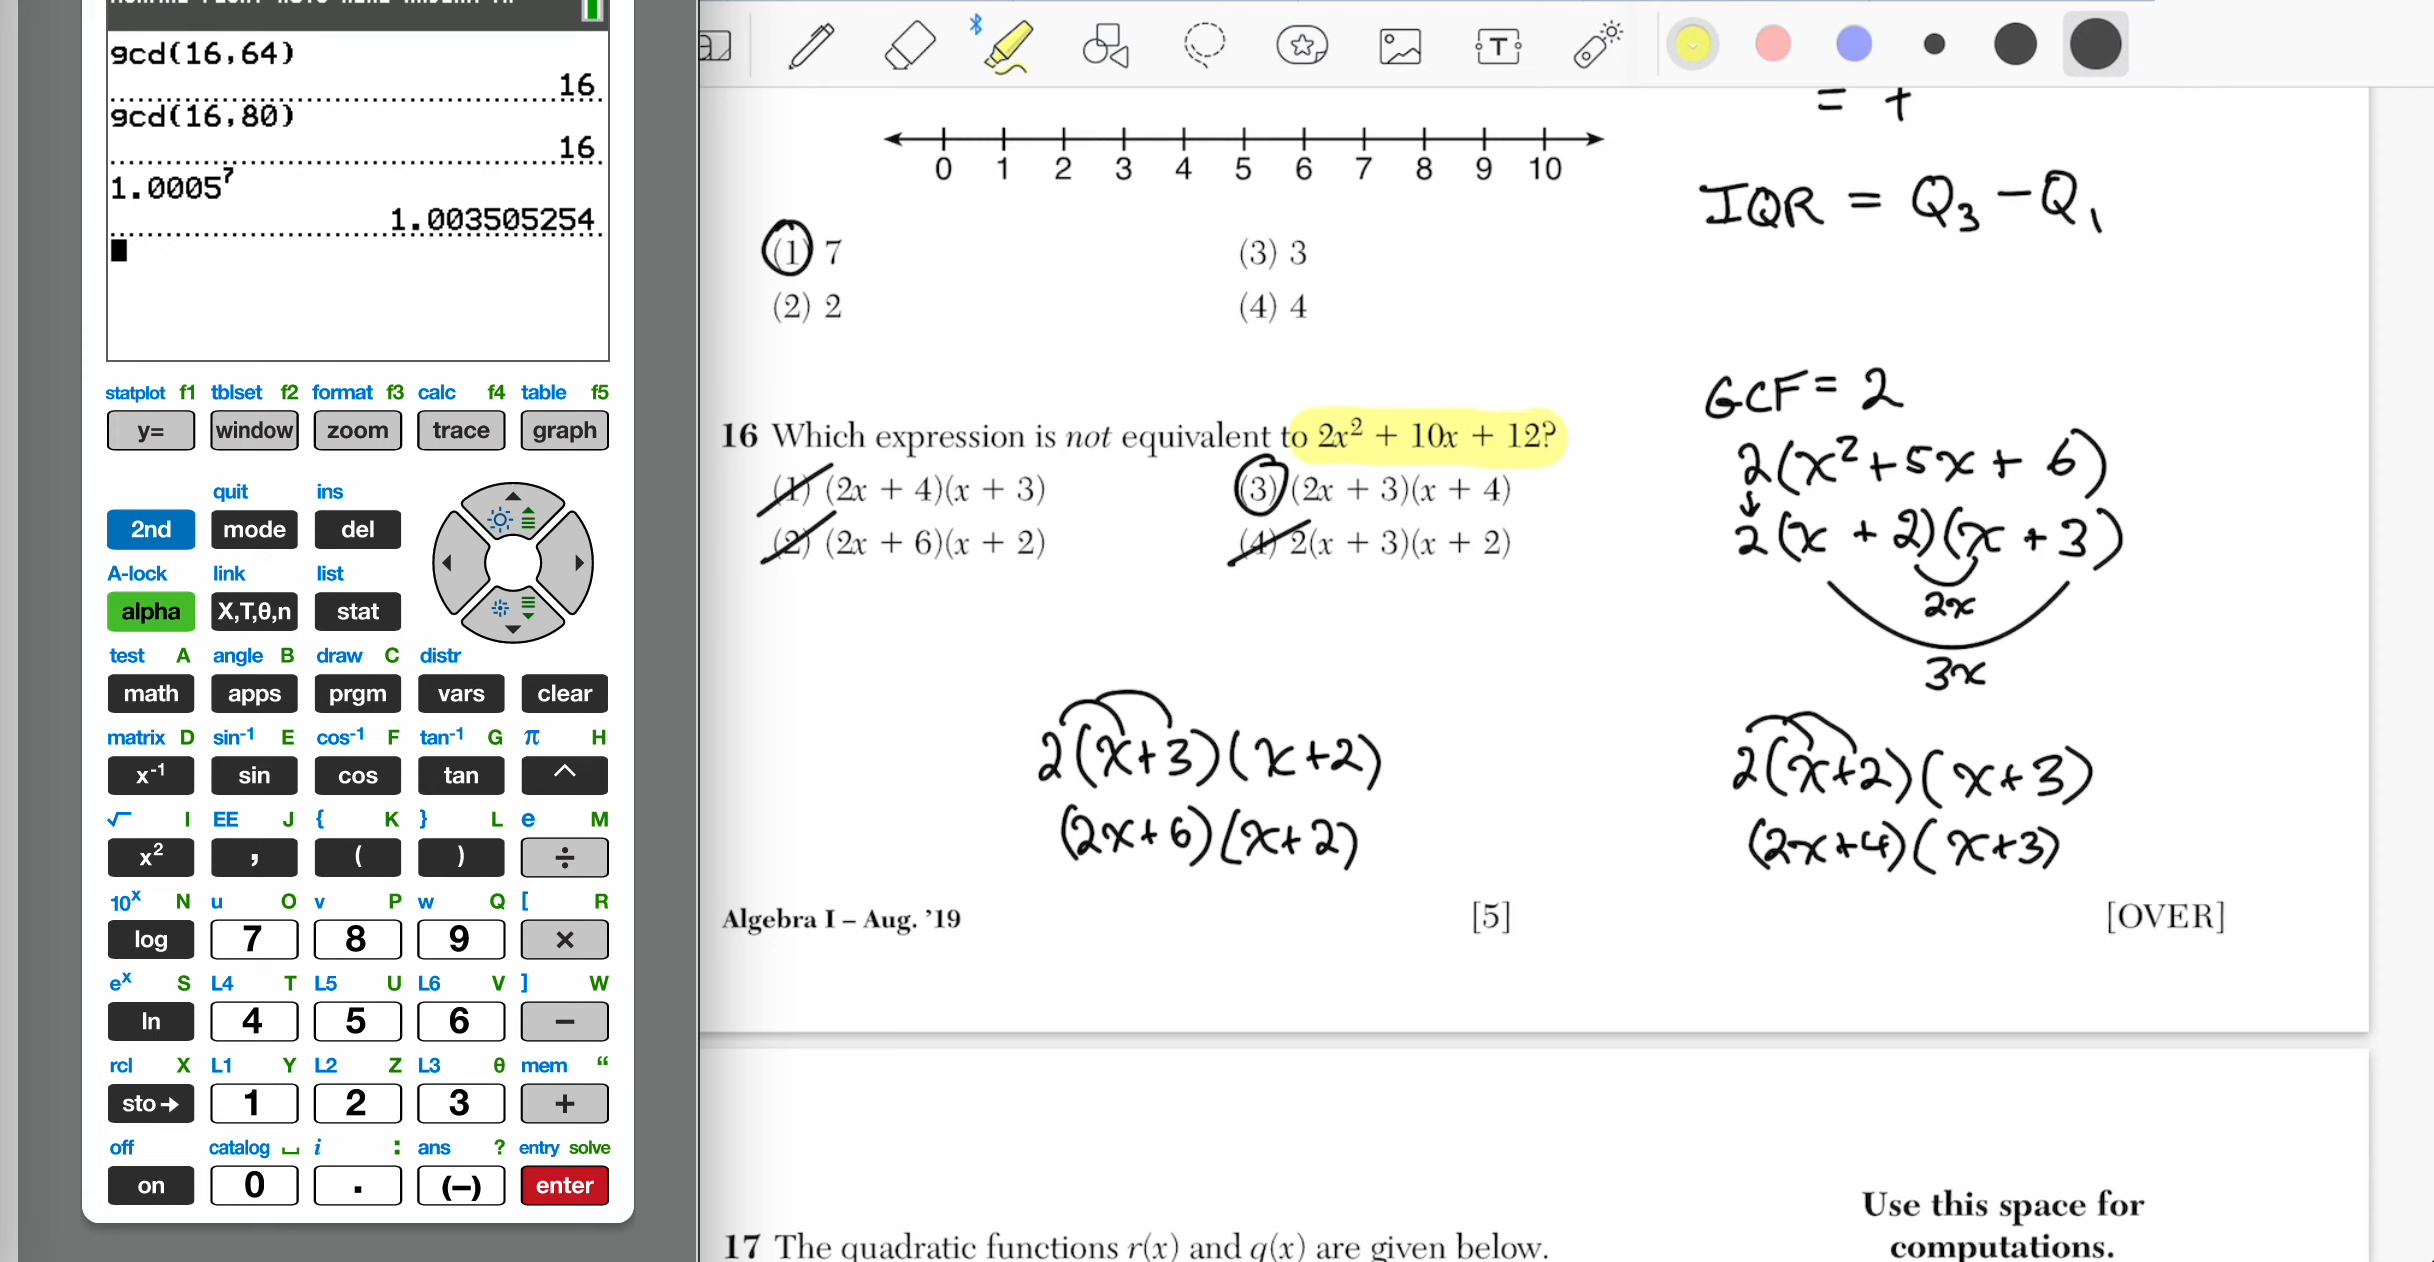 gcd(16,64)
16
gcd(16,80)
16
1.0005⁷
1.003505254
statplot f1 tblset f2 format f3 calc f4 table f5
y= window zoom trace graph
quit ins
2nd mode del
A-lock link list
alpha X,T,θ,n stat
test A angle B draw C distr
math apps prgm vars clear
matrix D sin⁻¹ E cos⁻¹ F tan⁻¹ G π H
x⁻¹ sin cos tan ^
√ I EE J { K } L e M
x² , ( ) ÷
10ˣ N u O v P w Q [ R
log 7 8 9 ×
eˣ S L4 T L5 U L6 V ] W
ln 4 5 6 −
rcl X L1 Y L2 Z L3 θ mem “
sto→ 1 2 3 +
off catalog ⌴ i : ans ? entry solve
on 0 . (−) enter
T
= +
0 1 2 3 4 5 6 7 8 9 10
IQR = Q₃ − Q₁
(1) 7 (3) 3
(2) 2 (4) 4
16 Which expression is not equivalent to 2x² + 10x + 12?
(1) (2x + 4)(x + 3) (3) (2x + 3)(x + 4)
(2) (2x + 6)(x + 2) (4) 2(x + 3)(x + 2)
GCF = 2
2(x² + 5x + 6)
2(x + 2)(x + 3)
2x
3x
2(x+3)(x+2)
(2x+6)(x+2)
2(x+2)(x+3)
(2x+4)(x+3)
Algebra I – Aug. ’19 [5] [OVER]
Use this space for
computations.
17 The quadratic functions r(x) and q(x) are given below.